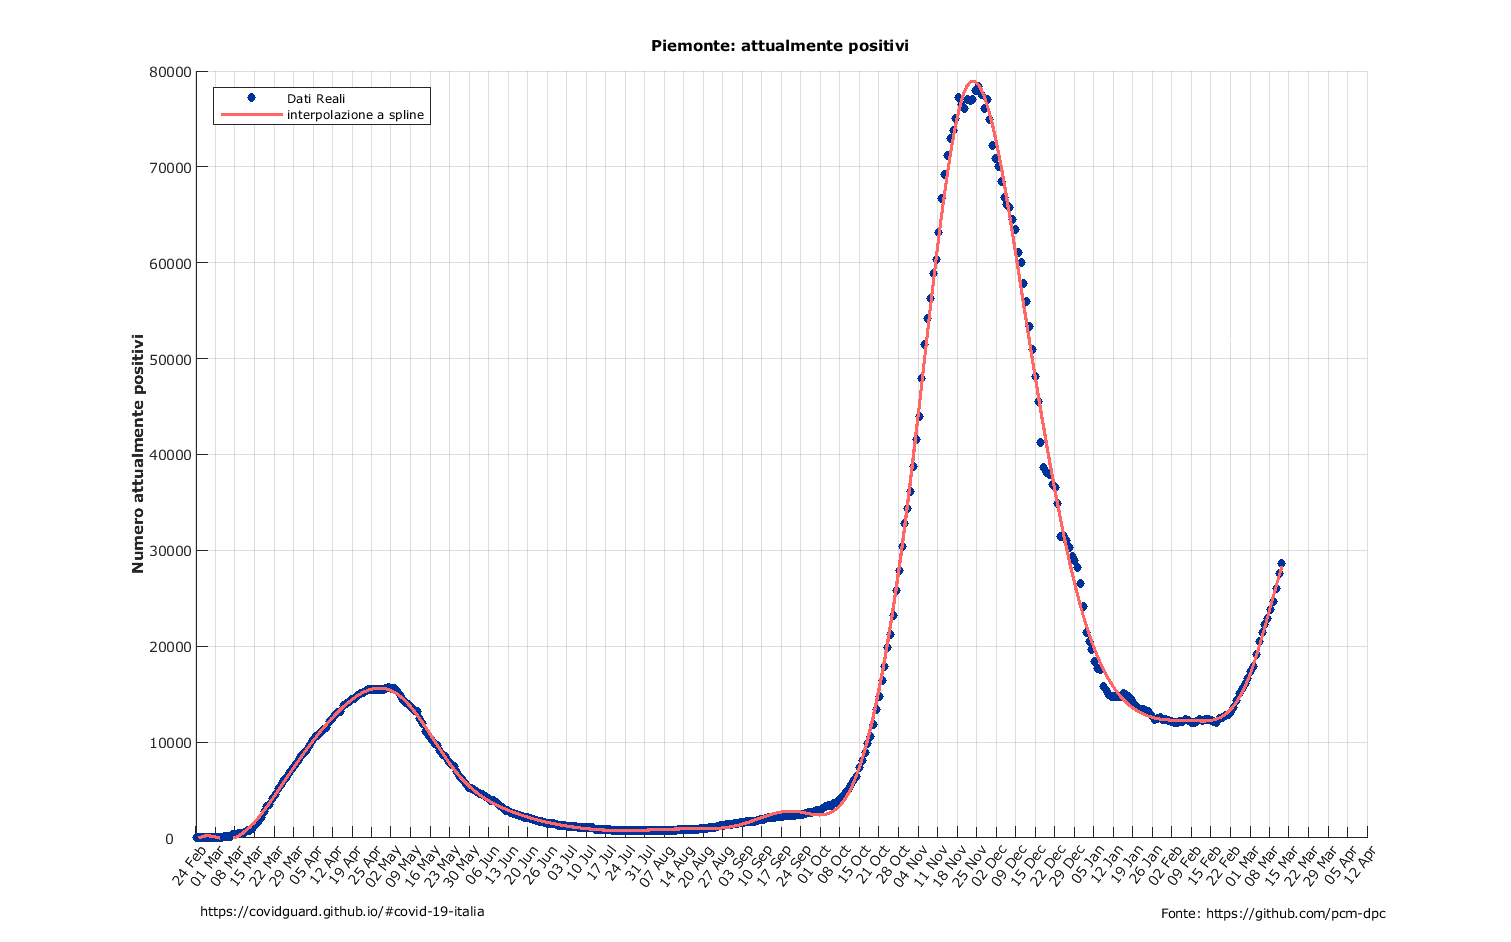 Piemonte: attualmente positivi
Dati Reali
interpolazione a spline
Numero attualmente positivi
80000
70000
60000
50000
40000
30000
20000
10000
0
24 Feb
01 Mar
08 Mar
15 Mar
22 Mar
29 Mar
05 Apr
12 Apr
19 Apr
25 Apr
02 May
09 May
16 May
23 May
30 May
06 Jun
13 Jun
20 Jun
26 Jun
03 Jul
10 Jul
17 Jul
24 Jul
31 Jul
07 Aug
14 Aug
20 Aug
27 Aug
03 Sep
10 Sep
17 Sep
24 Sep
01 Oct
08 Oct
15 Oct
21 Oct
28 Oct
04 Nov
11 Nov
18 Nov
25 Nov
02 Dec
09 Dec
15 Dec
22 Dec
29 Dec
05 Jan
12 Jan
19 Jan
26 Jan
02 Feb
09 Feb
15 Feb
22 Feb
01 Mar
08 Mar
15 Mar
22 Mar
29 Mar
05 Apr
12 Apr
https://covidguard.github.io/#covid-19-italia
Fonte: https://github.com/pcm-dpc